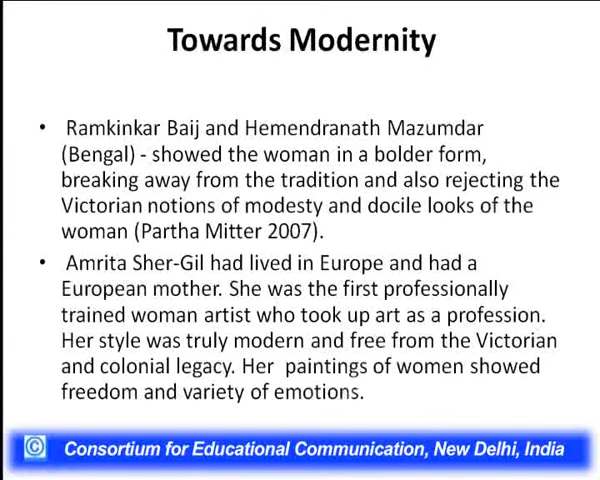 Towards Modernity
• Ramkinkar Baij and Hemendranath Mazumdar
(Bengal) - showed the woman in a bolder form,
breaking away from the tradition and also rejecting the
Victorian notions of modesty and docile looks of the
woman (Partha Mitter 2007).
• Amrita Sher-Gil had lived in Europe and had a
European mother. She was the first professionally
trained woman artist who took up art as a profession.
Her style was truly modern and free from the Victorian
and colonial legacy. Her paintings of women showed
freedom and variety of emotions.
© Consortium for Educational Communication, New Delhi, India